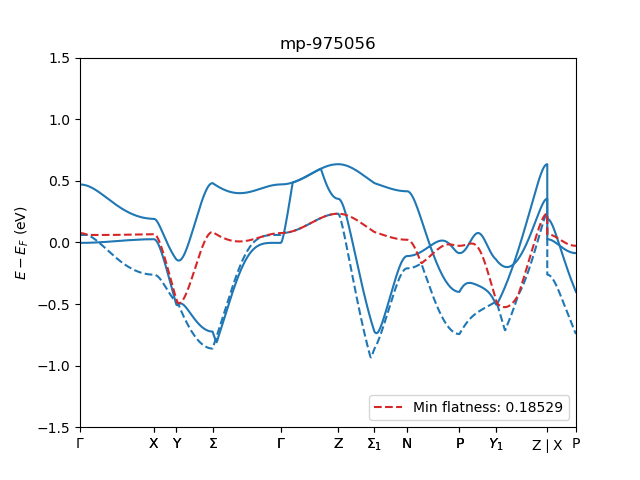 mp-975056
E − E_F (eV)
1.5
1.0
0.5
0.0
−0.5
−1.0
−1.5
Min flatness: 0.18529
Γ X Y Σ Γ Z Σ₁ N P Y₁ Z | X P